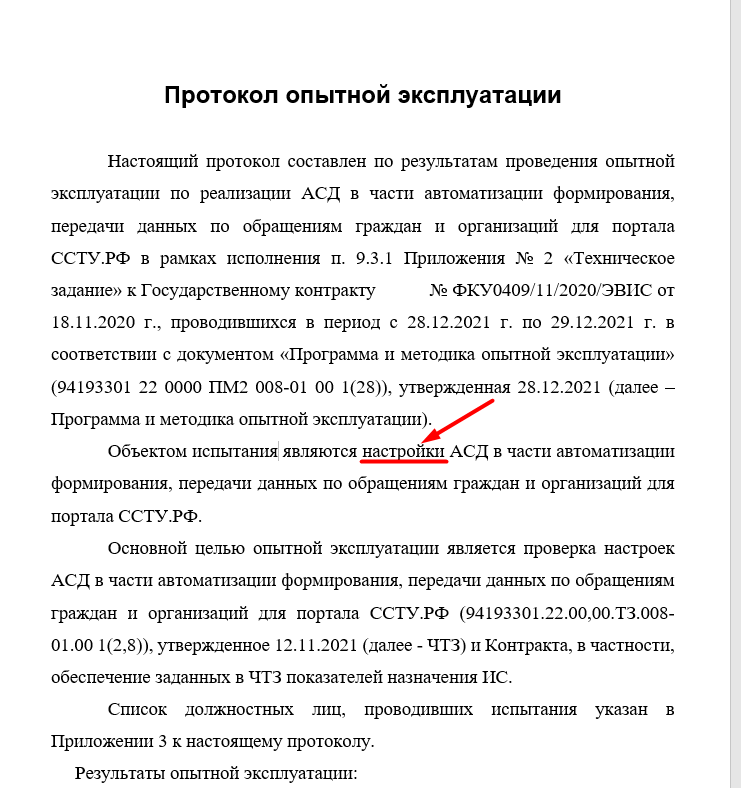 Протокол опытной эксплуатации
Настоящий протокол составлен по результатам проведения опытной
эксплуатации по реализации АСД в части автоматизации формирования,
передачи данных по обращениям граждан и организаций для портала
ССТУ.РФ в рамках исполнения п. 9.3.1 Приложения № 2 «Техническое
задание» к Государственному контракту № ФКУ0409/11/2020/ЭВИС от
18.11.2020 г., проводившихся в период с 28.12.2021 г. по 29.12.2021 г. в
соответствии с документом «Программа и методика опытной эксплуатации»
(94193301 22 0000 ПМ2 008-01 00 1(28)), утвержденная 28.12.2021 (далее –
Программа и методика опытной эксплуатации).
Объектом испытания являются настройки АСД в части автоматизации
формирования, передачи данных по обращениям граждан и организаций для
портала ССТУ.РФ.
Основной целью опытной эксплуатации является проверка настроек
АСД в части автоматизации формирования, передачи данных по обращениям
граждан и организаций для портала ССТУ.РФ (94193301.22.00,00.ТЗ.008-
01.00 1(2,8)), утвержденное 12.11.2021 (далее - ЧТЗ) и Контракта, в частности,
обеспечение заданных в ЧТЗ показателей назначения ИС.
Список должностных лиц, проводивших испытания указан в
Приложении 3 к настоящему протоколу.
Результаты опытной эксплуатации: